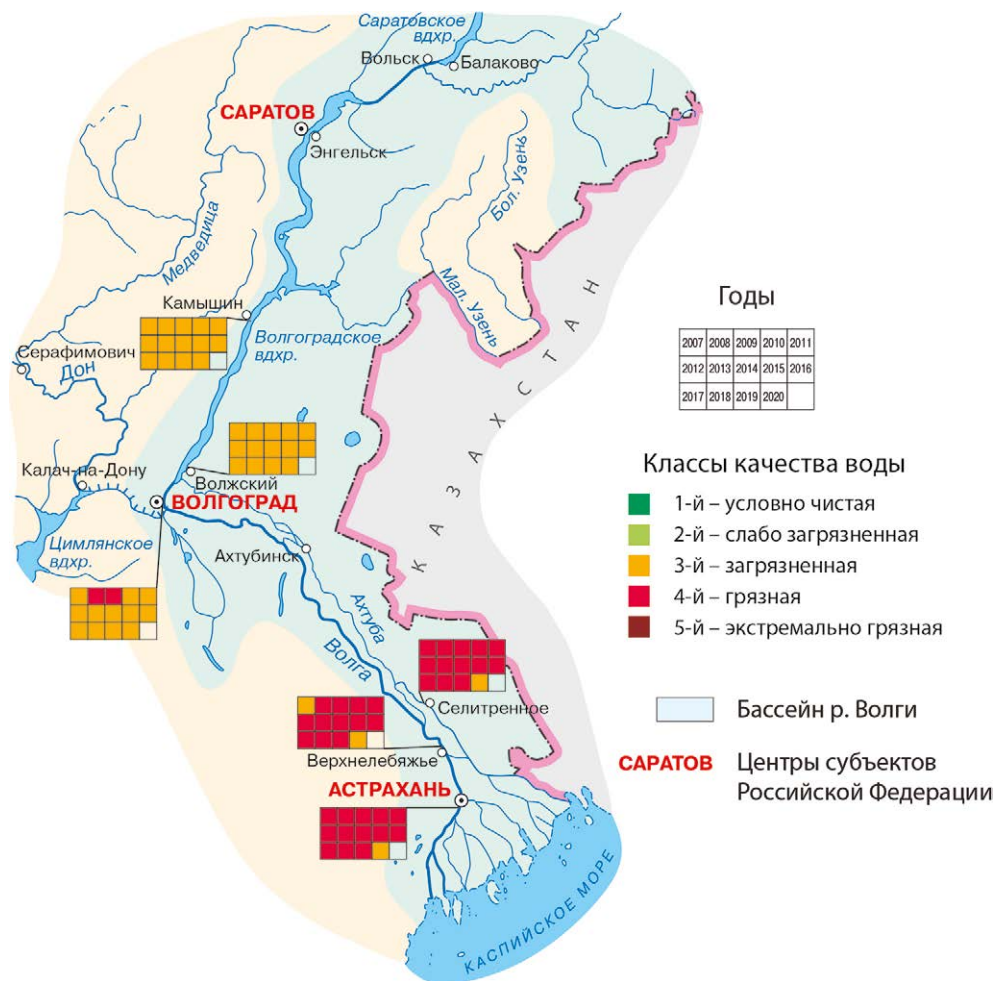 Саратовское
вдхр.
Вольск
Балаково
САРАТОВ
Энгельск
Бол. Узень
Медведица
Мал. Узень
Камышин
Волгоградское
вдхр.
Серафимович
Дон
КАЗАХСТАН
Калач-на-Дону
Волжский
ВОЛГОГРАД
Цимлянское
вдхр.
Ахтубинск
Ахтуба
Волга
Селитренное
Верхнелебяжье
АСТРАХАНЬ
КАСПИЙСКОЕ МОРЕ
Годы
2007 2008 2009 2010 2011
2012 2013 2014 2015 2016
2017 2018 2019 2020
Классы качества воды
1-й – условно чистая
2-й – слабо загрязненная
3-й – загрязненная
4-й – грязная
5-й – экстремально грязная
Бассейн р. Волги
САРАТОВ Центры субъектов
Российской Федерации